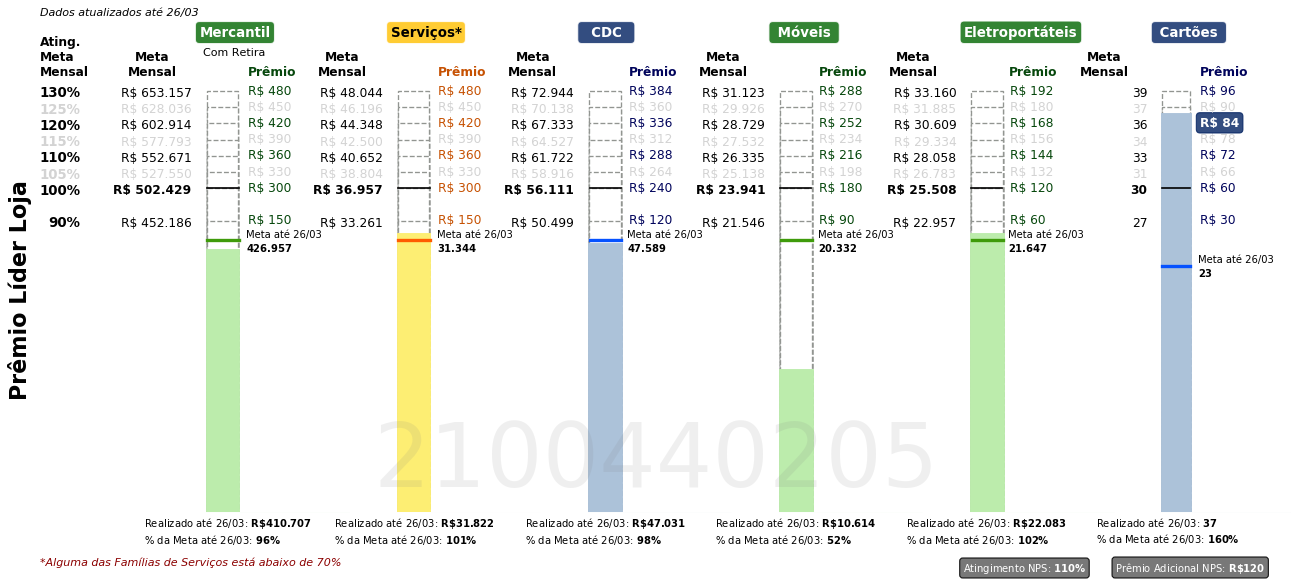 Dados atualizados até 26/03
Mercantil Serviços* CDC Móveis Eletroportáteis Cartões
Ating. Meta Mensal
Com Retira
Meta Mensal Prêmio Meta Mensal Prêmio Meta Mensal Prêmio Meta Mensal Prêmio Meta Mensal Prêmio Meta Mensal Prêmio
130% R$ 653.157 R$ 480 R$ 48.044 R$ 480 R$ 72.944 R$ 384 R$ 31.123 R$ 288 R$ 33.160 R$ 192 39 R$ 96
125% R$ 628.036 R$ 450 R$ 46.196 R$ 450 R$ 70.138 R$ 360 R$ 29.926 R$ 270 R$ 31.885 R$ 180 37 R$ 90
120% R$ 602.914 R$ 420 R$ 44.348 R$ 420 R$ 67.333 R$ 336 R$ 28.729 R$ 252 R$ 30.609 R$ 168 36 R$ 84
115% R$ 577.793 R$ 390 R$ 42.500 R$ 390 R$ 64.527 R$ 312 R$ 27.532 R$ 234 R$ 29.334 R$ 156 34 R$ 78
110% R$ 552.671 R$ 360 R$ 40.652 R$ 360 R$ 61.722 R$ 288 R$ 26.335 R$ 216 R$ 28.058 R$ 144 33 R$ 72
105% R$ 527.550 R$ 330 R$ 38.804 R$ 330 R$ 58.916 R$ 264 R$ 25.138 R$ 198 R$ 26.783 R$ 132 31 R$ 66
100% R$ 502.429 R$ 300 R$ 36.957 R$ 300 R$ 56.111 R$ 240 R$ 23.941 R$ 180 R$ 25.508 R$ 120 30 R$ 60
90% R$ 452.186 R$ 150 R$ 33.261 R$ 150 R$ 50.499 R$ 120 R$ 21.546 R$ 90 R$ 22.957 R$ 60 27 R$ 30
Meta até 26/03 Meta até 26/03 Meta até 26/03 Meta até 26/03 Meta até 26/03
426.957 31.344 47.589 20.332 21.647
Meta até 26/03
23
Prêmio Líder Loja
2100440205
Realizado até 26/03: R$410.707 Realizado até 26/03: R$31.822 Realizado até 26/03: R$47.031 Realizado até 26/03: R$10.614 Realizado até 26/03: R$22.083 Realizado até 26/03: 37
% da Meta até 26/03: 96% % da Meta até 26/03: 101% % da Meta até 26/03: 98% % da Meta até 26/03: 52% % da Meta até 26/03: 102% % da Meta até 26/03: 160%
*Alguma das Famílias de Serviços está abaixo de 70%
Atingimento NPS: 110% Prêmio Adicional NPS: R$120